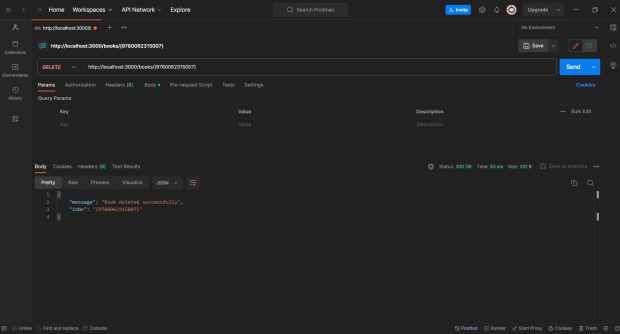 Home Workspaces API Network Explore Search Postman Invite Upgrade
DEL http://localhost:3000/t No Environment
http://localhost:3000/books/{9780062315007} Save
DELETE http://localhost:3000/books/{9780062315007} Send
Params Authorization Headers (9) Body Pre-request Script Tests Settings Cookies
Query Params
Key Value Description Bulk Edit
Key Value Description
Collections
Environments
History
Body Cookies Headers (8) Test Results Status: 200 OK Time: 63 ms Size: 331 B Save as example
Pretty Raw Preview Visualize JSON
1 {
2 "message": "Book deleted successfully",
3 "isbn": "{9780062315007}"
4 }
Online Find and replace Console Postbot Runner Start Proxy Cookies Trash